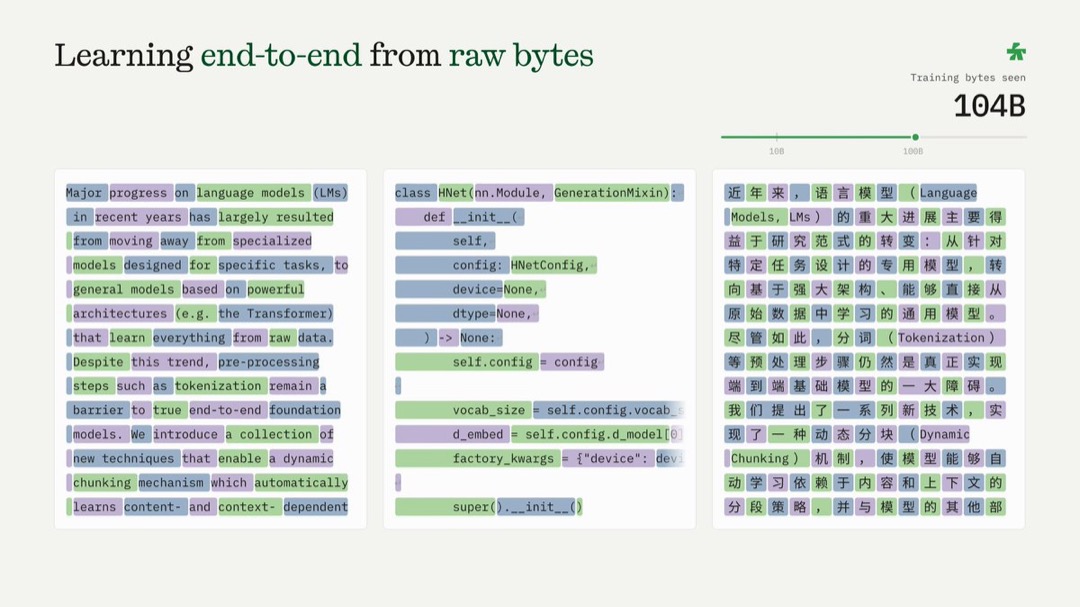 Learning end-to-end from raw bytes
Training bytes seen
104B
10B
100B
Major progress on language models (LMs)
in recent years has largely resulted
from moving away from specialized
models designed for specific tasks, to
general models based on powerful
architectures (e.g. the Transformer)
that learn everything from raw data.
Despite this trend, pre-processing
steps such as tokenization remain a
barrier to true end-to-end foundation
models. We introduce a collection of
new techniques that enable a dynamic
chunking mechanism which automatically
learns content- and context- dependent
class HNet(nn.Module, GenerationMixin):
def __init__(
self,
config: HNetConfig,
device=None,
dtype=None,
) -> None:
self.config = config
vocab_size = self.config.vocab_s
d_embed = self.config.d_model[0]
factory_kwargs = {"device": devi
super().__init__()
近年来，语言模型（Language
Models, LMs）的重大进展主要得
益于研究范式的转变：从针对
特定任务设计的专用模型，转
向基于强大架构、能够直接从
原始数据中学习的通用模型。
尽管如此，分词（Tokenization）
等预处理步骤仍然是真正实现
端到端基础模型的一大障碍。
我们提出了一系列新技术，实
现了一种动态分块（Dynamic
Chunking）机制，使模型能够自
动学习依赖于内容和上下文的
分段策略，并与模型的其他部